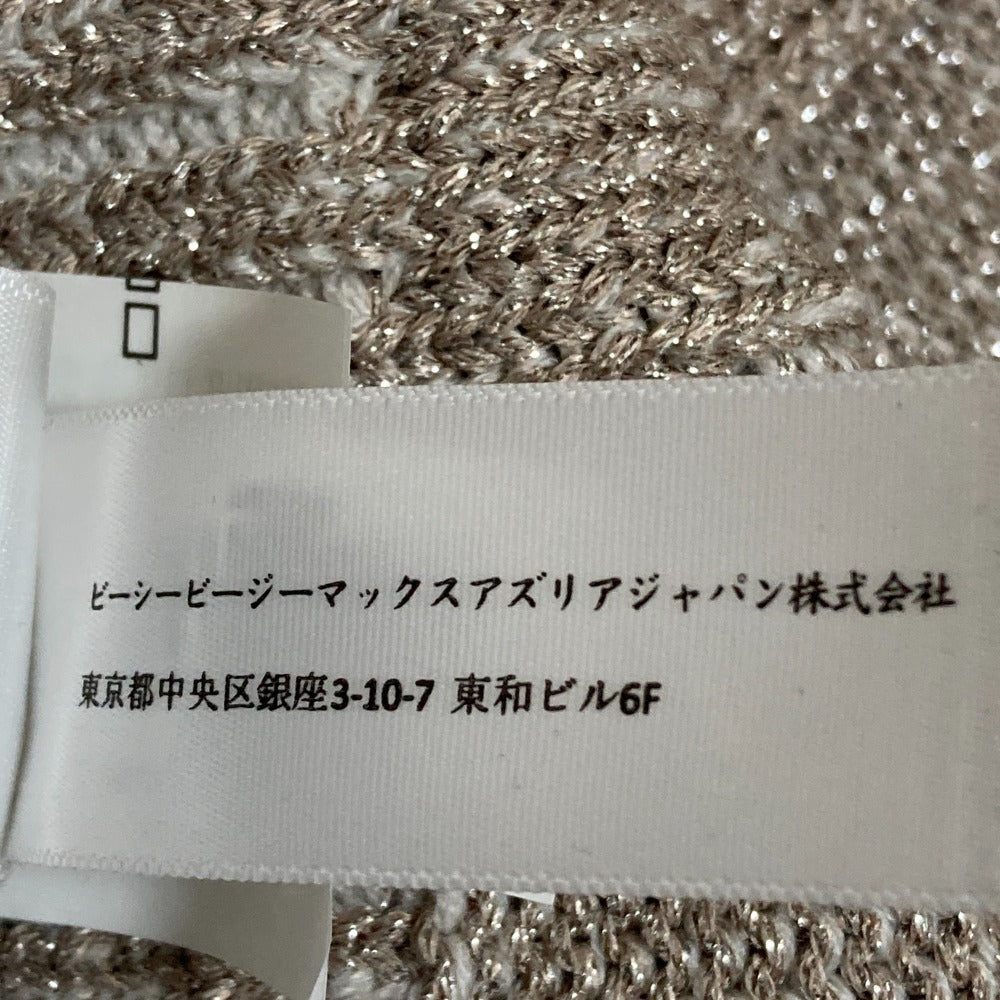 ビーシービージーマックスアズリアジャパン株式会社
東京都中央区銀座3-10-7 東和ビル6F